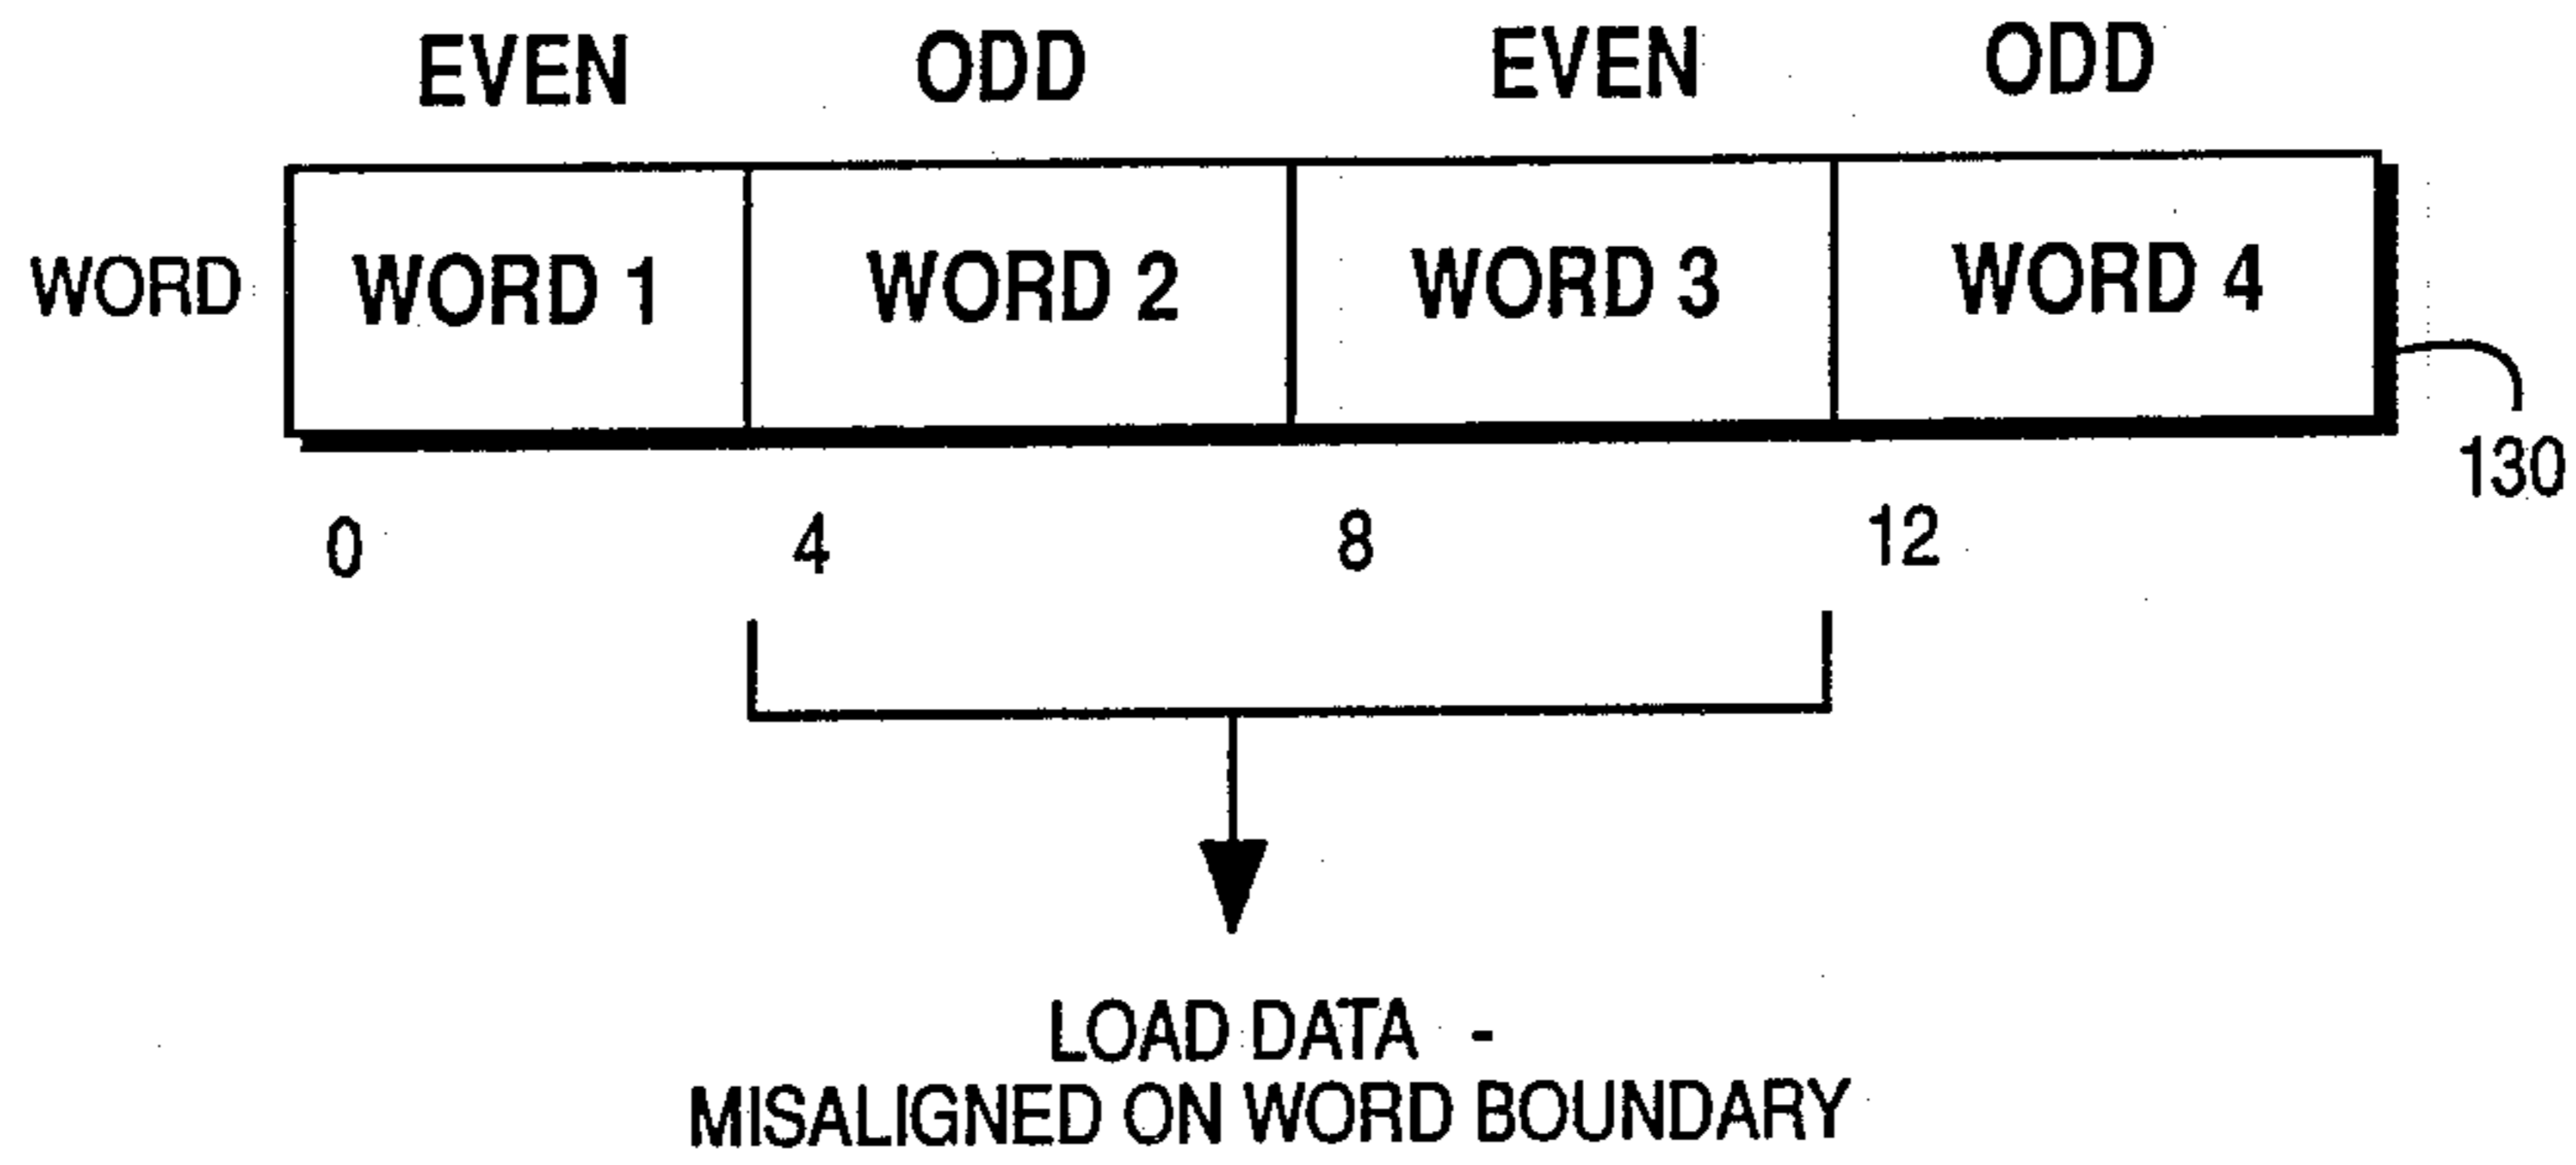 EVEN ODD EVEN ODD
WORD WORD 1 WORD 2 WORD 3 WORD 4
130
0 4 8 12
LOAD DATA -
MISALIGNED ON WORD BOUNDARY